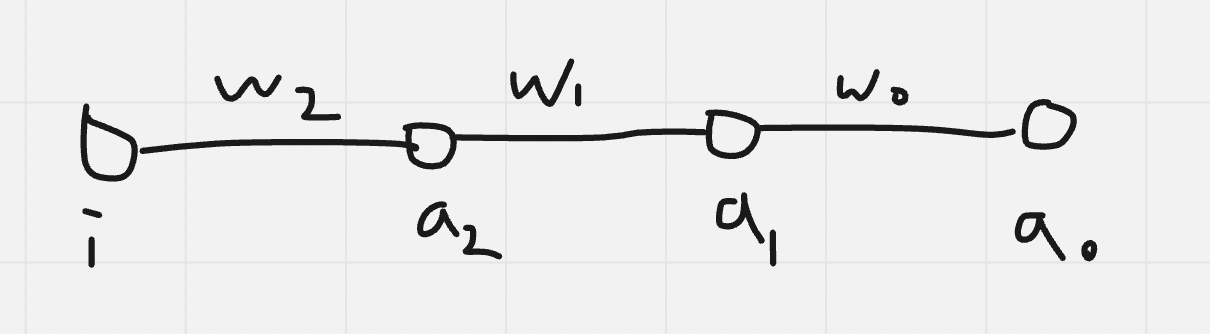 w₂ w₁ w₀
i a₂ a₁ a₀